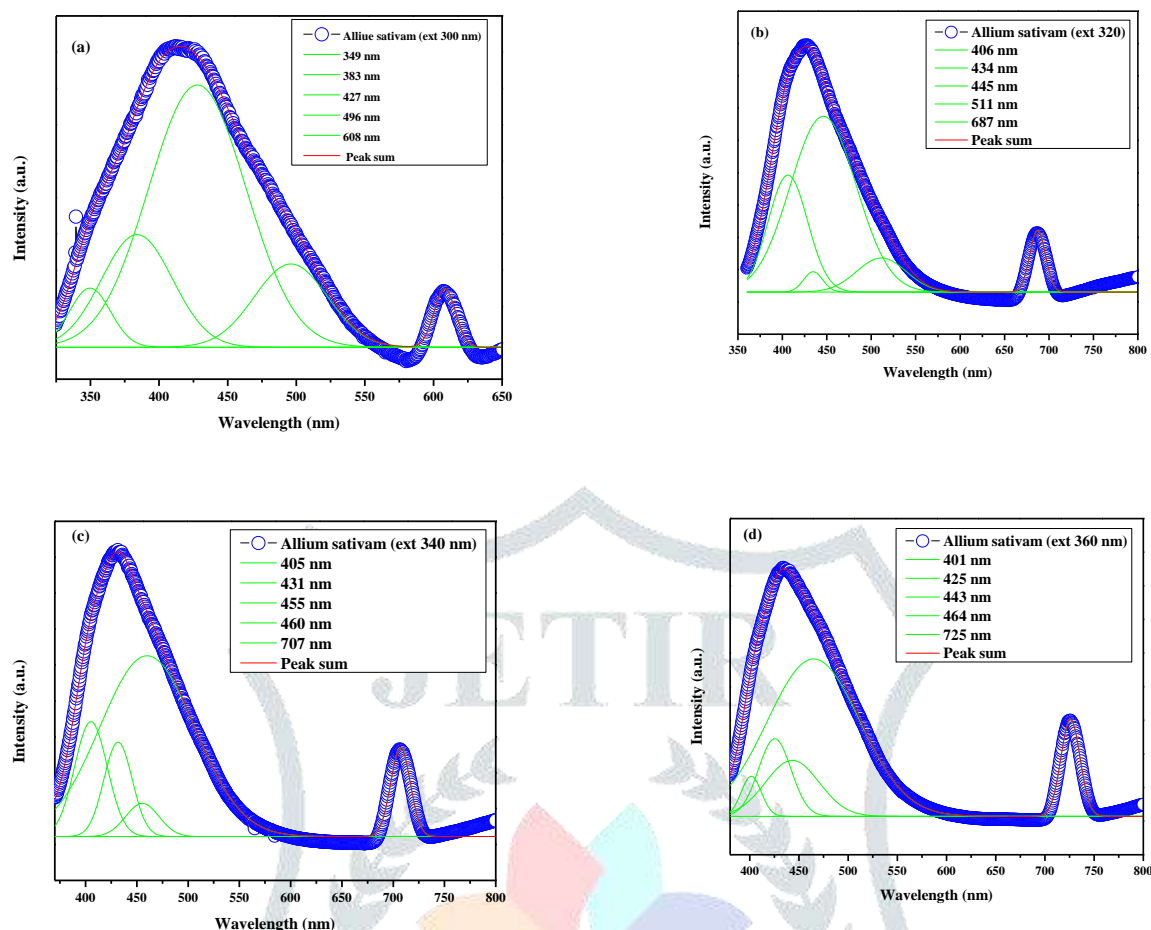 (a)
Alliue sativam (ext 300 nm)
349 nm
383 nm
427 nm
496 nm
608 nm
Peak sum
Intensity (a.u.)
350 400 450 500 550 600 650
Wavelength (nm)
(b)
Allium sativam (ext 320)
406 nm
434 nm
445 nm
511 nm
687 nm
Peak sum
Intensity (a.u.)
350 400 450 500 550 600 650 700 750 800
Wavelength (nm)
(c)
Allium sativam (ext 340 nm)
405 nm
431 nm
455 nm
460 nm
707 nm
Peak sum
Intensity (a.u.)
400 450 500 550 600 650 700 750 800
Wavelength (nm)
(d)
Allium sativam (ext 360 nm)
401 nm
425 nm
443 nm
464 nm
725 nm
Peak sum
Intensity (a.u.)
400 450 500 550 600 650 700 750 800
Wavelength (nm)
JETIR